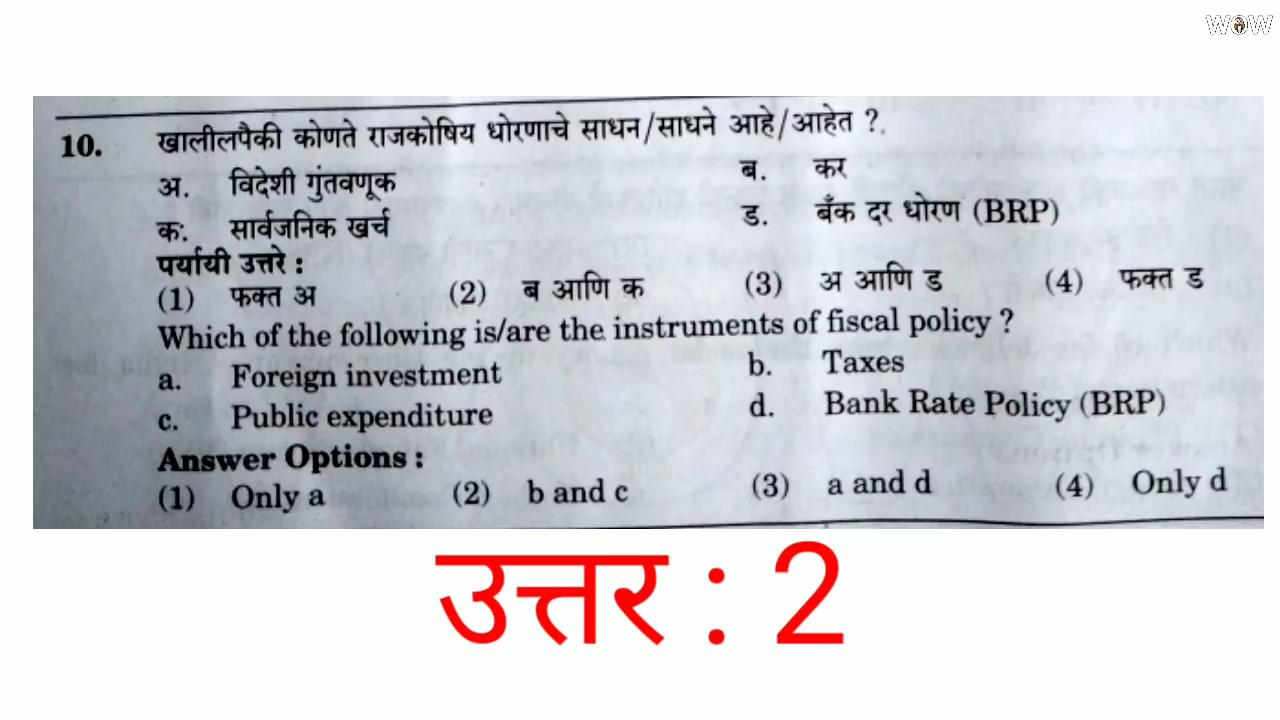 WOW
10. खालीलपैकी कोणते राजकोषिय धोरणाचे साधन/साधने आहे/आहेत ?
अ. विदेशी गुंतवणूक ब. कर
क. सार्वजनिक खर्च ड. बँक दर धोरण (BRP)
पर्यायी उत्तरे :
(1) फक्त अ (2) ब आणि क (3) अ आणि ड (4) फक्त ड
Which of the following is/are the instruments of fiscal policy ?
a. Foreign investment b. Taxes
c. Public expenditure d. Bank Rate Policy (BRP)
Answer Options :
(1) Only a (2) b and c (3) a and d (4) Only d
उत्तर : 2